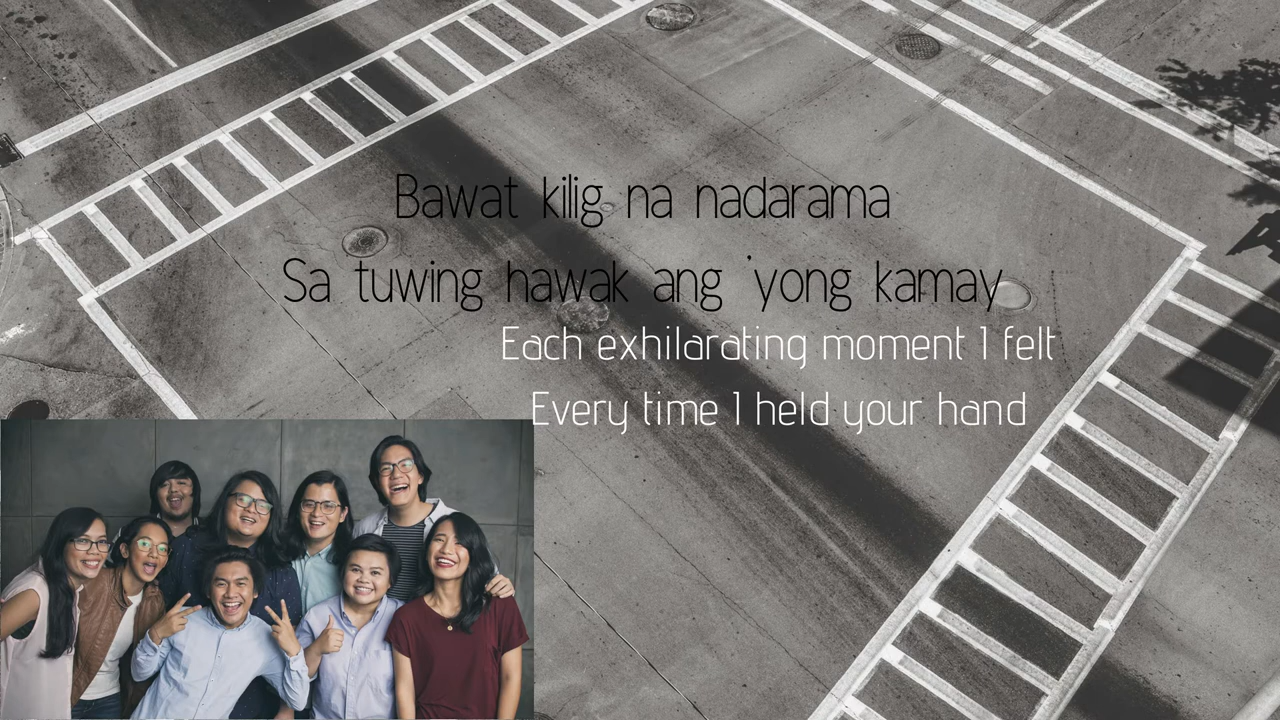 Bawat kilig na nadarama
Sa tuwing hawak ang 'yong kamay
Each exhilarating moment I felt
Every time I held your hand